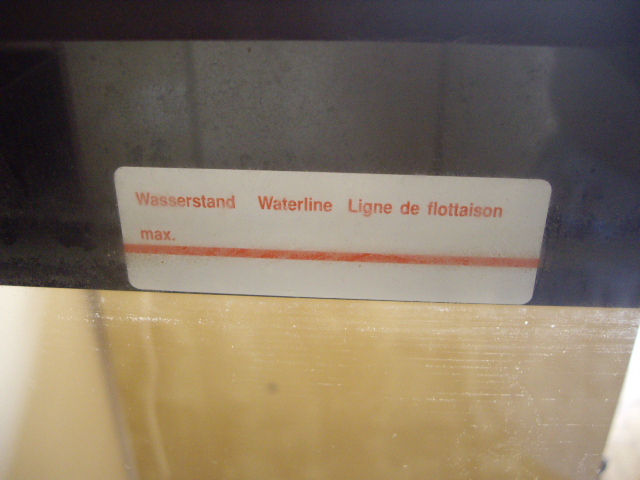 Wasserstand Waterline Ligne de flottaison
max.